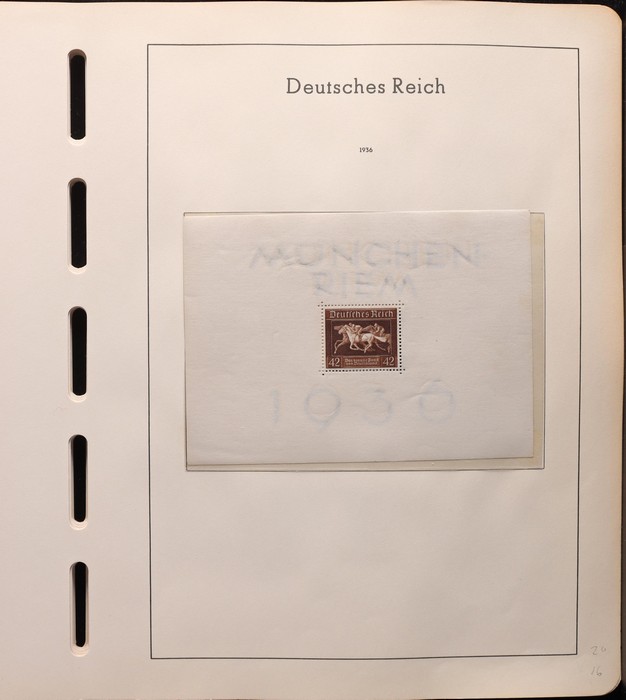 Deutsches Reich
1936
MÜNCHEN
RIEM
Deutsches Reich
42 42
1936